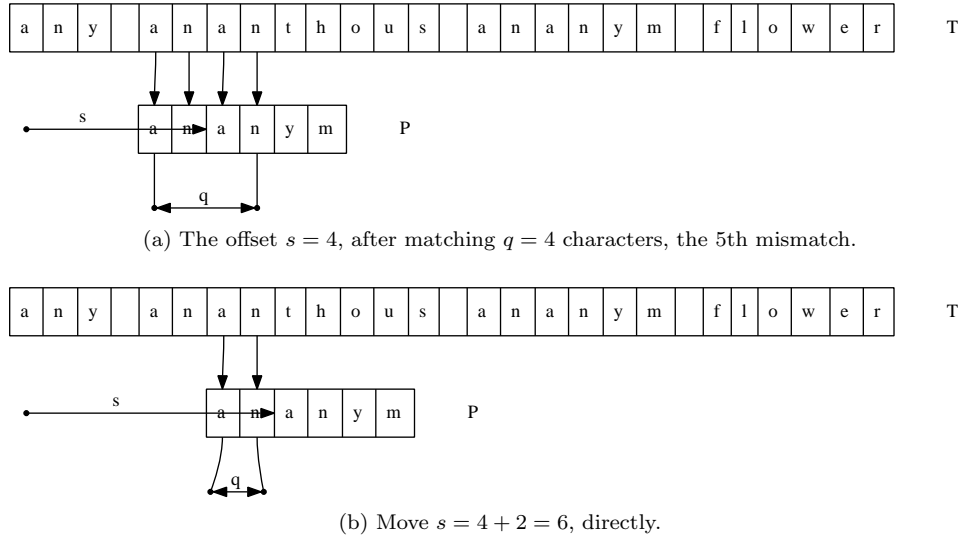 a n y a n a n t h o u s a n a n y m f l o w e r T
s a n a n y m P
q
(a) The offset s = 4, after matching q = 4 characters, the 5th mismatch.
a n y a n a n t h o u s a n a n y m f l o w e r T
s a n a n y m P
q
(b) Move s = 4 + 2 = 6, directly.